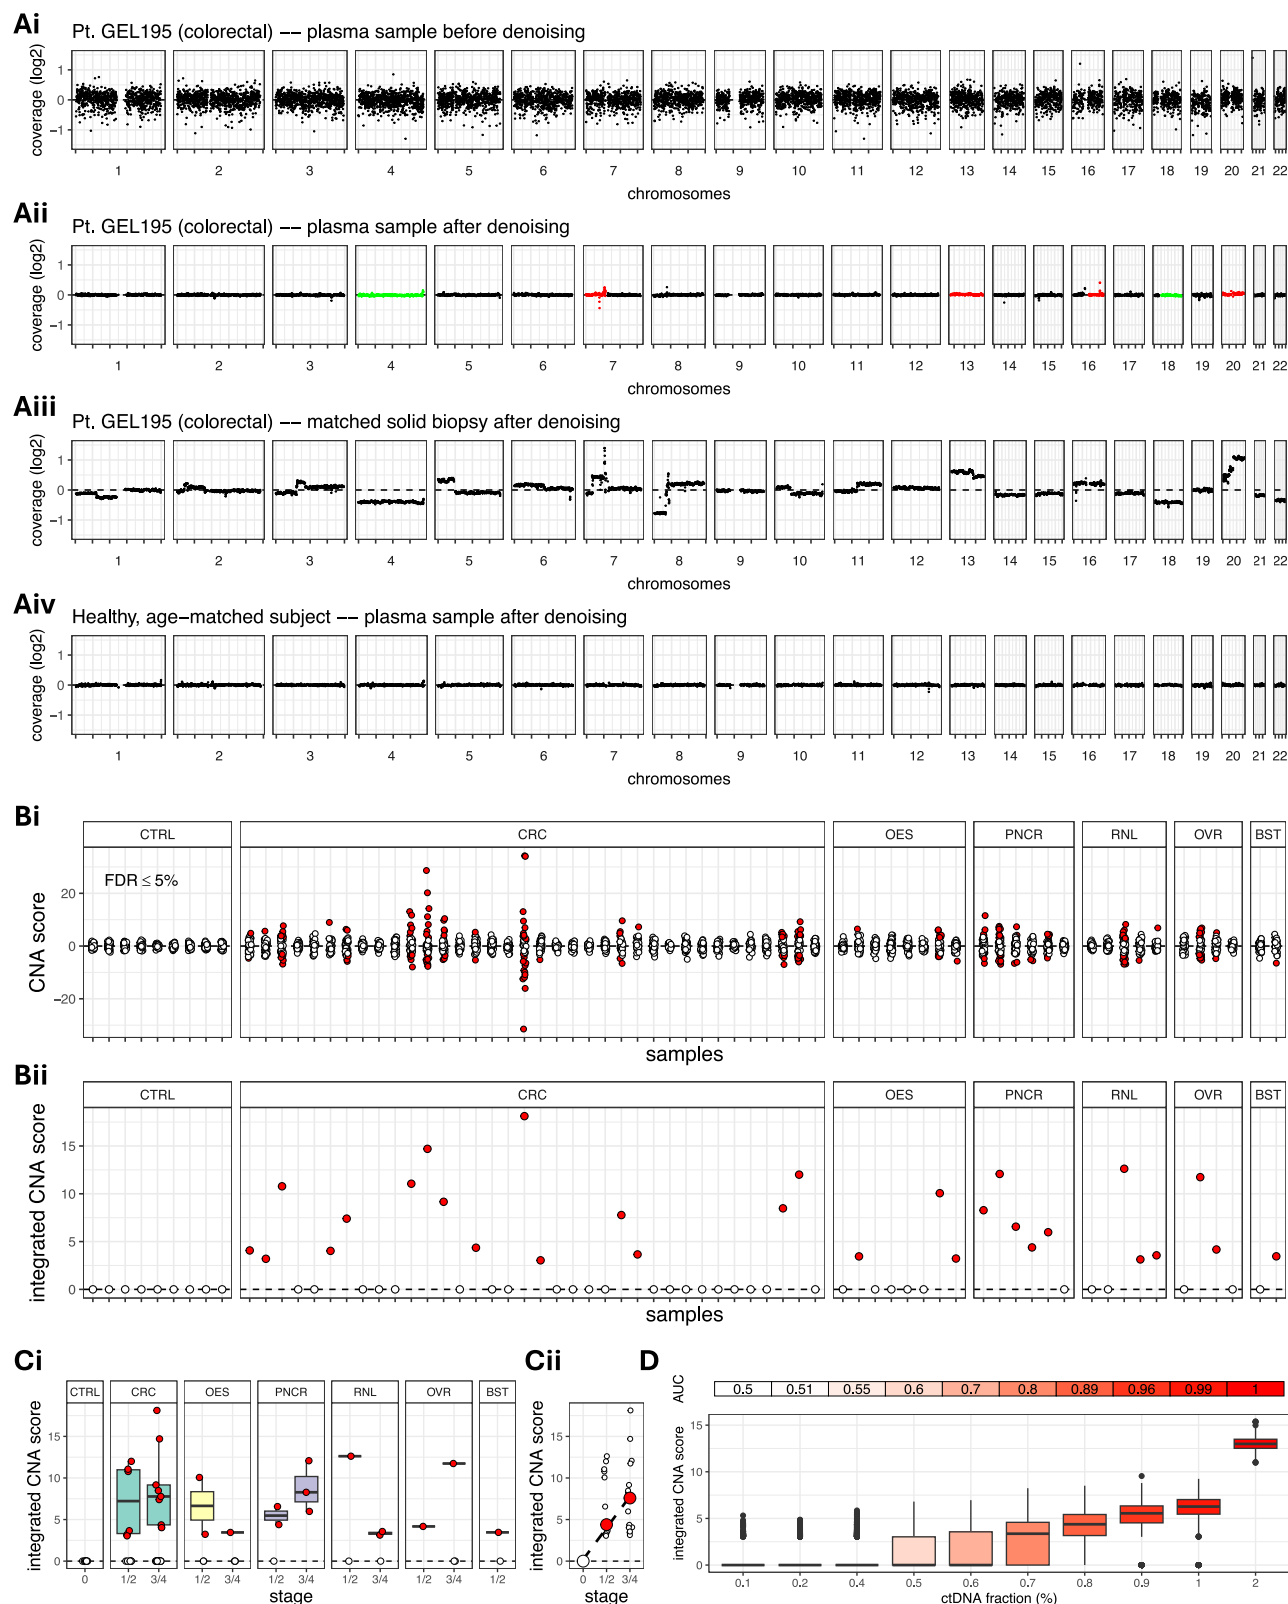 Ai
Pt. GEL195 (colorectal) –– plasma sample before denoising
coverage (log2)
1
0
−1
1 2 3 4 5 6 7 8 9 10 11 12 13 14 15 16 17 18 19 20 21 22
chromosomes
Aii
Pt. GEL195 (colorectal) –– plasma sample after denoising
coverage (log2)
1
0
−1
1 2 3 4 5 6 7 8 9 10 11 12 13 14 15 16 17 18 19 20 21 22
chromosomes
Aiii
Pt. GEL195 (colorectal) –– matched solid biopsy after denoising
coverage (log2)
1
0
−1
1 2 3 4 5 6 7 8 9 10 11 12 13 14 15 16 17 18 19 20 21 22
chromosomes
Aiv
Healthy, age−matched subject –– plasma sample after denoising
coverage (log2)
1
0
−1
1 2 3 4 5 6 7 8 9 10 11 12 13 14 15 16 17 18 19 20 21 22
chromosomes
Bi
CTRL CRC OES PNCR RNL OVR BST
FDR ≤ 5%
CNA score
20
0
−20
samples
Bii
CTRL CRC OES PNCR RNL OVR BST
integrated CNA score
15
10
5
0
samples
Ci
CTRL CRC OES PNCR RNL OVR BST
integrated CNA score
15
10
5
0
0 1/2 3/4 1/2 3/4 1/2 3/4 1/2 3/4 1/2 3/4 1/2
stage
Cii
integrated CNA score
15
10
5
0
0 1/2 3/4
stage
D
AUC
0.5 0.51 0.55 0.6 0.7 0.8 0.89 0.96 0.99 1
integrated CNA score
15
10
5
0
0.1 0.2 0.4 0.5 0.6 0.7 0.8 0.9 1 2
ctDNA fraction (%)